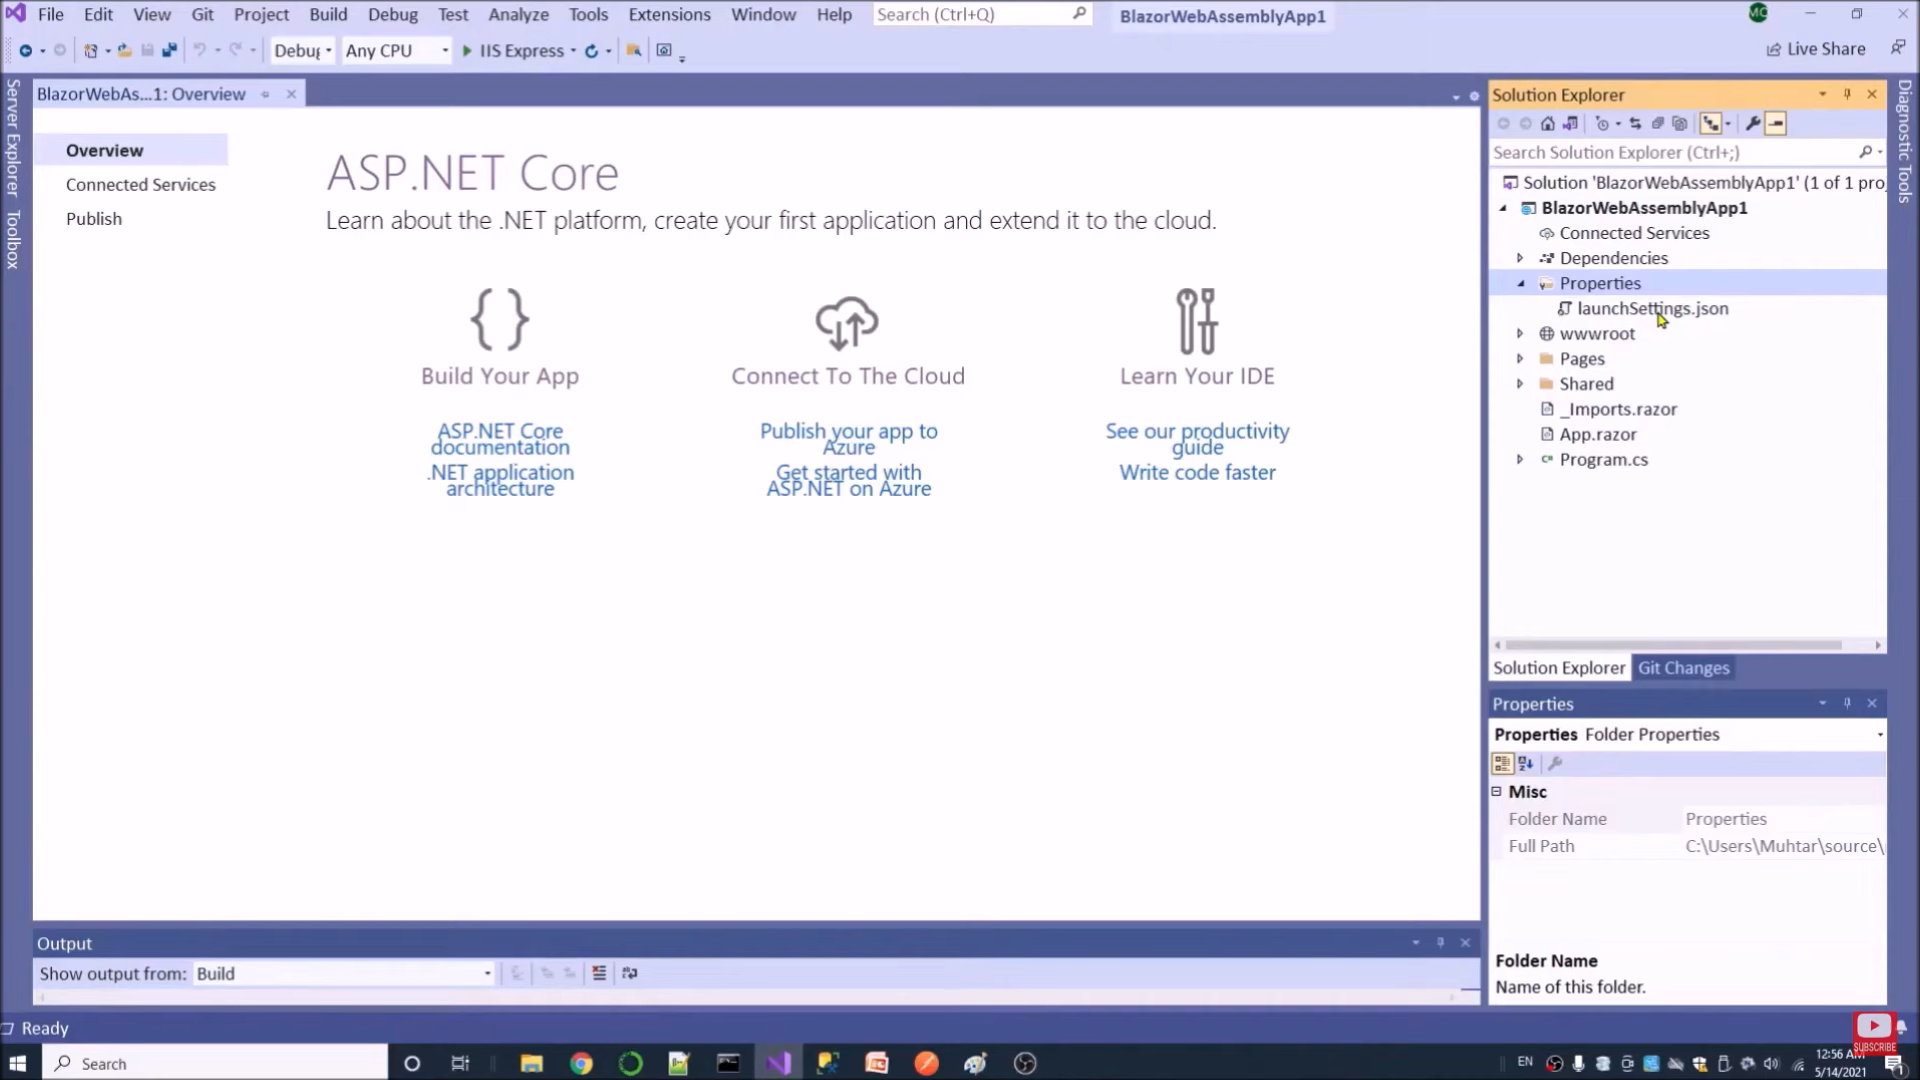 File Edit View Git Project Build Debug Test Analyze Tools Extensions Window Help Search (Ctrl+Q) BlazorWebAssemblyApp1 MC
Debug Any CPU IIS Express Live Share
Server Explorer
Toolbox
BlazorWebAs...1: Overview
Overview
Connected Services
Publish
ASP.NET Core
Learn about the .NET platform, create your first application and extend it to the cloud.
Build Your App
ASP.NET Core
documentation
.NET application
architecture
Connect To The Cloud
Publish your app to
Azure
Get started with
ASP.NET on Azure
Learn Your IDE
See our productivity
guide
Write code faster
Solution Explorer
Search Solution Explorer (Ctrl+;)
Solution 'BlazorWebAssemblyApp1' (1 of 1 pro
BlazorWebAssemblyApp1
Connected Services
Dependencies
Properties
launchSettings.json
wwwroot
Pages
Shared
_Imports.razor
App.razor
Program.cs
Solution Explorer Git Changes
Properties
Properties Folder Properties
Misc
Folder Name Properties
Full Path C:\Users\Muhtar\source\
Folder Name
Name of this folder.
Diagnostic Tools
Output
Show output from: Build
Ready
SUBSCRIBE
Search
EN
12:56 AM
5/14/2021